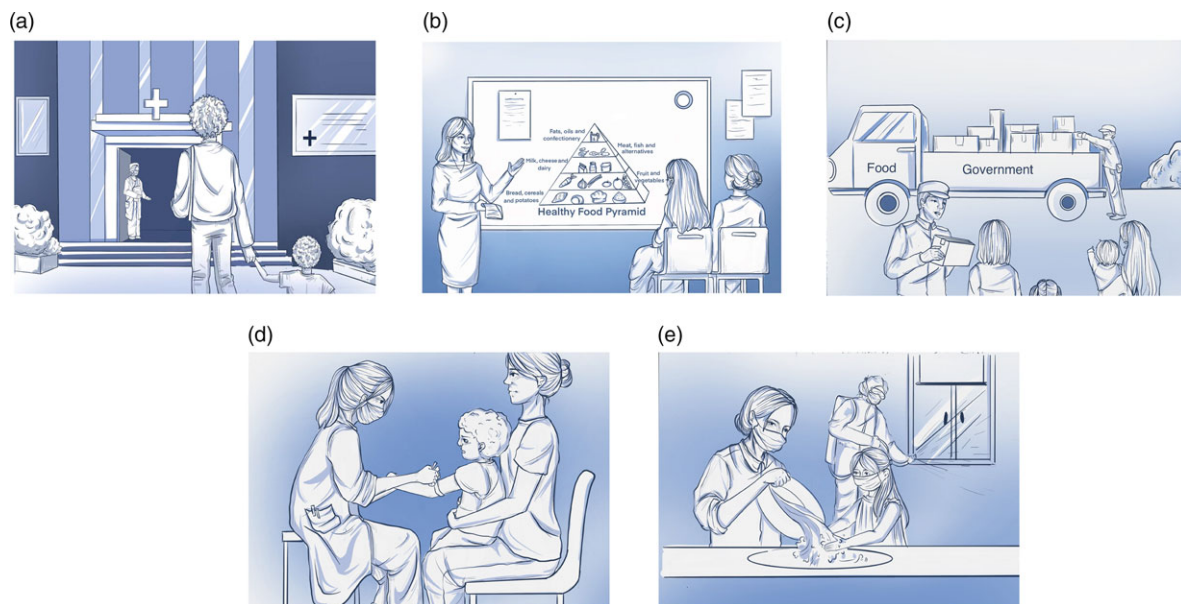 (a)
(b)
(c)
Fats, oils and
confectionery
Meat, fish and
alternatives
Milk, cheese and
dairy
Fruit and
vegetables
Bread, cereals
and potatoes
Healthy Food Pyramid
Food
Government
(d)
(e)